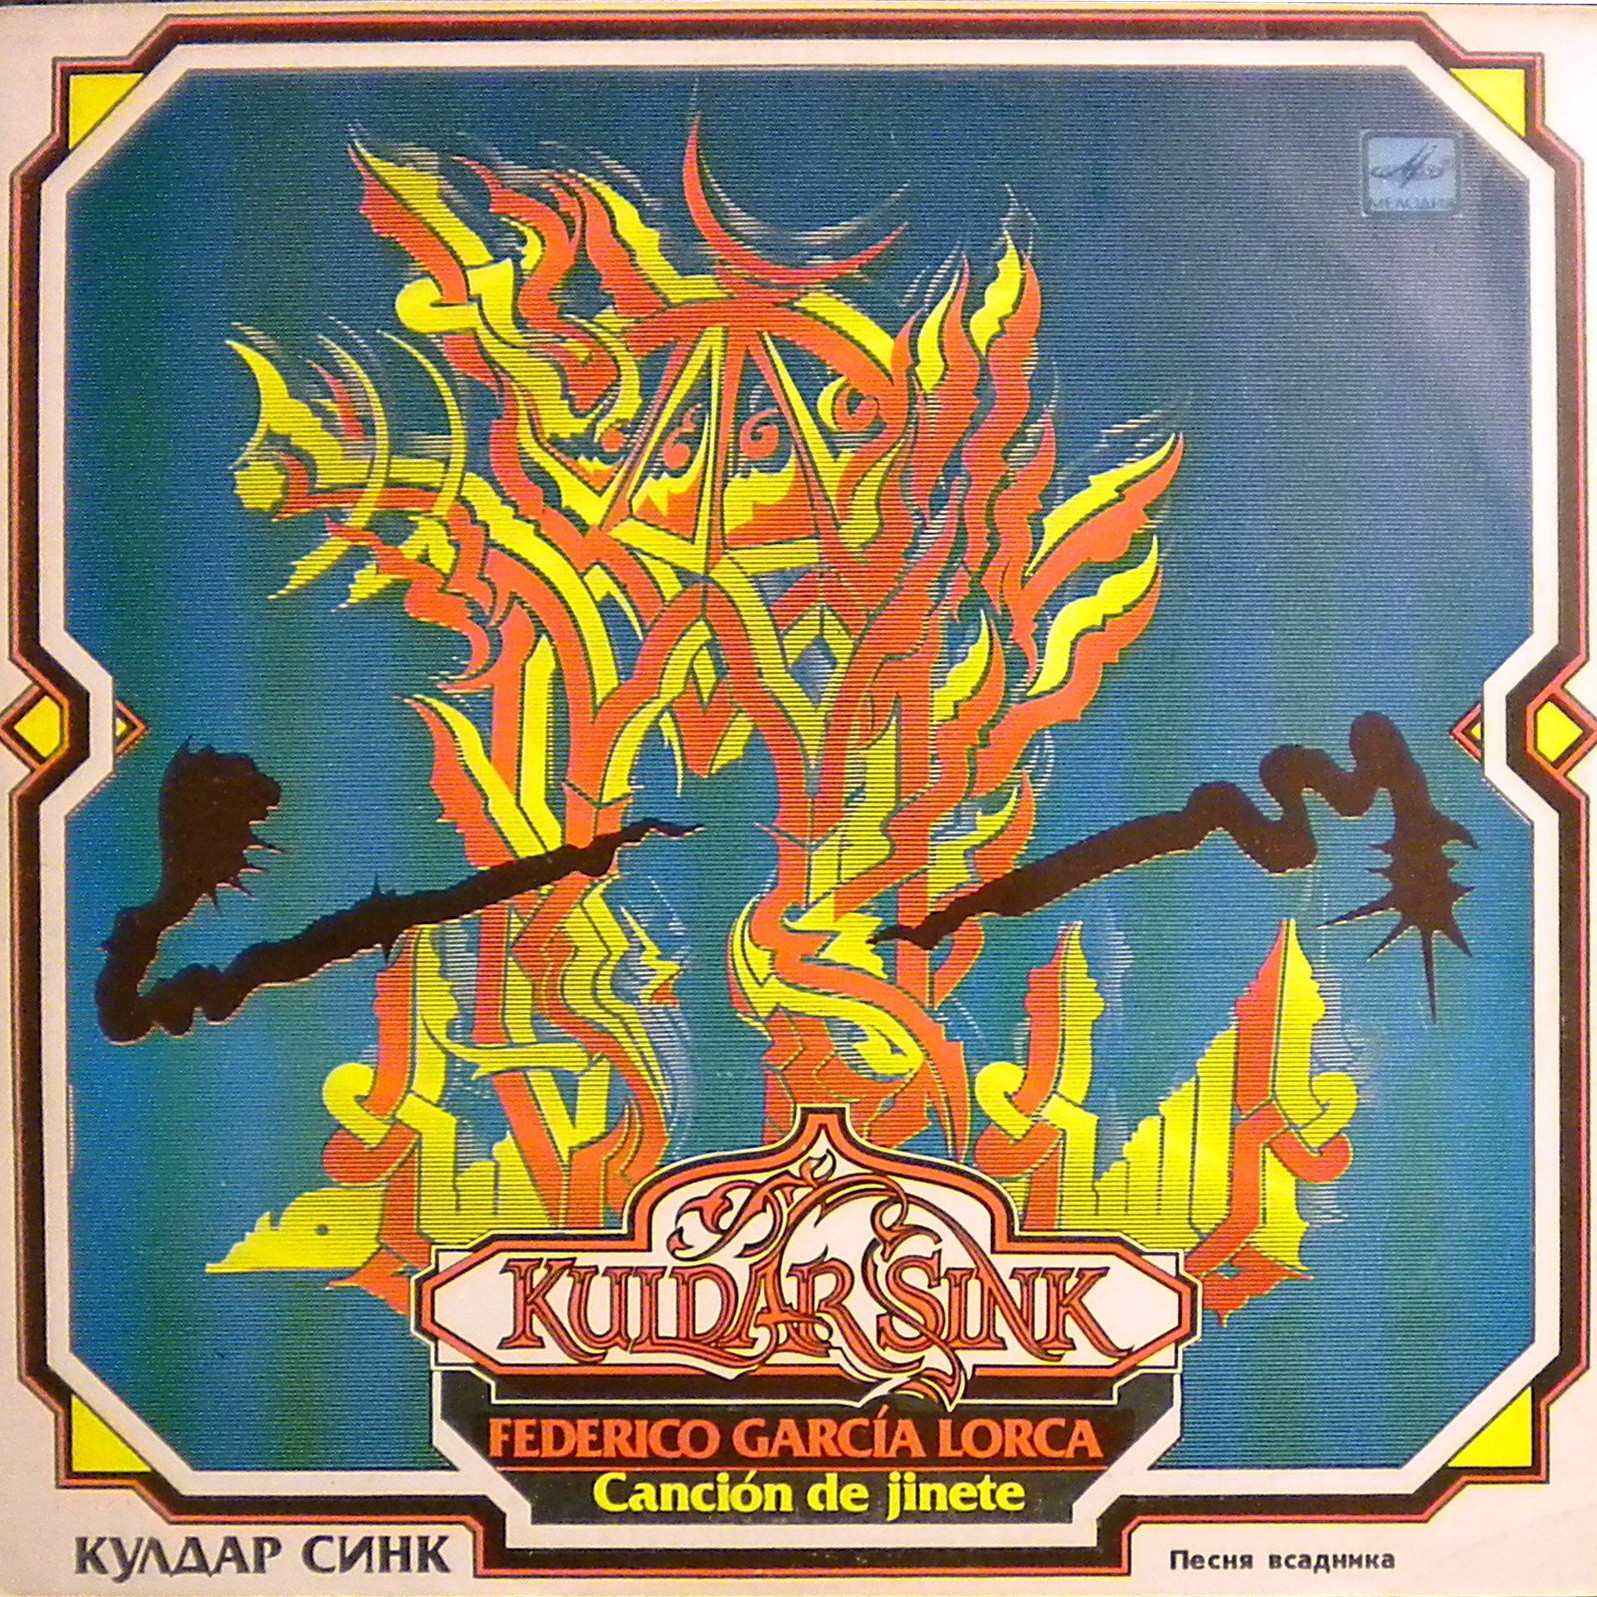 МЕЛОДИЯ
KULDAR SINK
FEDERICO GARCÍA LORCA
Canción de jinete
КУЛДАР СИНК
Песня всадника